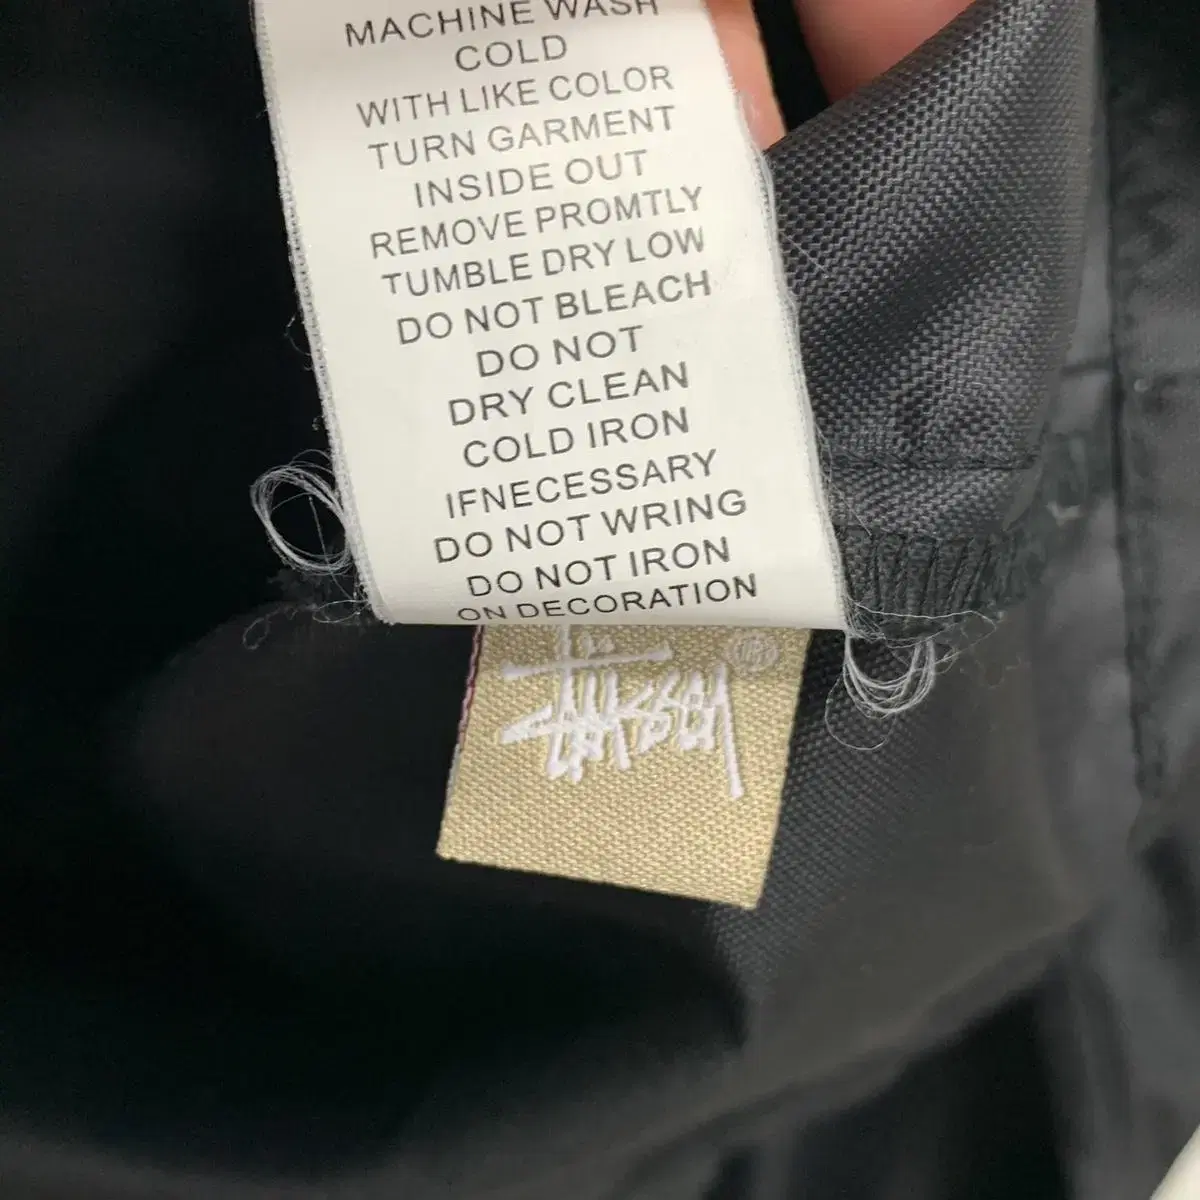 MACHINE WASH
COLD
WITH LIKE COLOR
TURN GARMENT
INSIDE OUT
REMOVE PROMTLY
TUMBLE DRY LOW
DO NOT BLEACH
DO NOT
DRY CLEAN
COLD IRON
IFNECESSARY
DO NOT WRING
DO NOT IRON
ON DECORATION
Stüssy ®